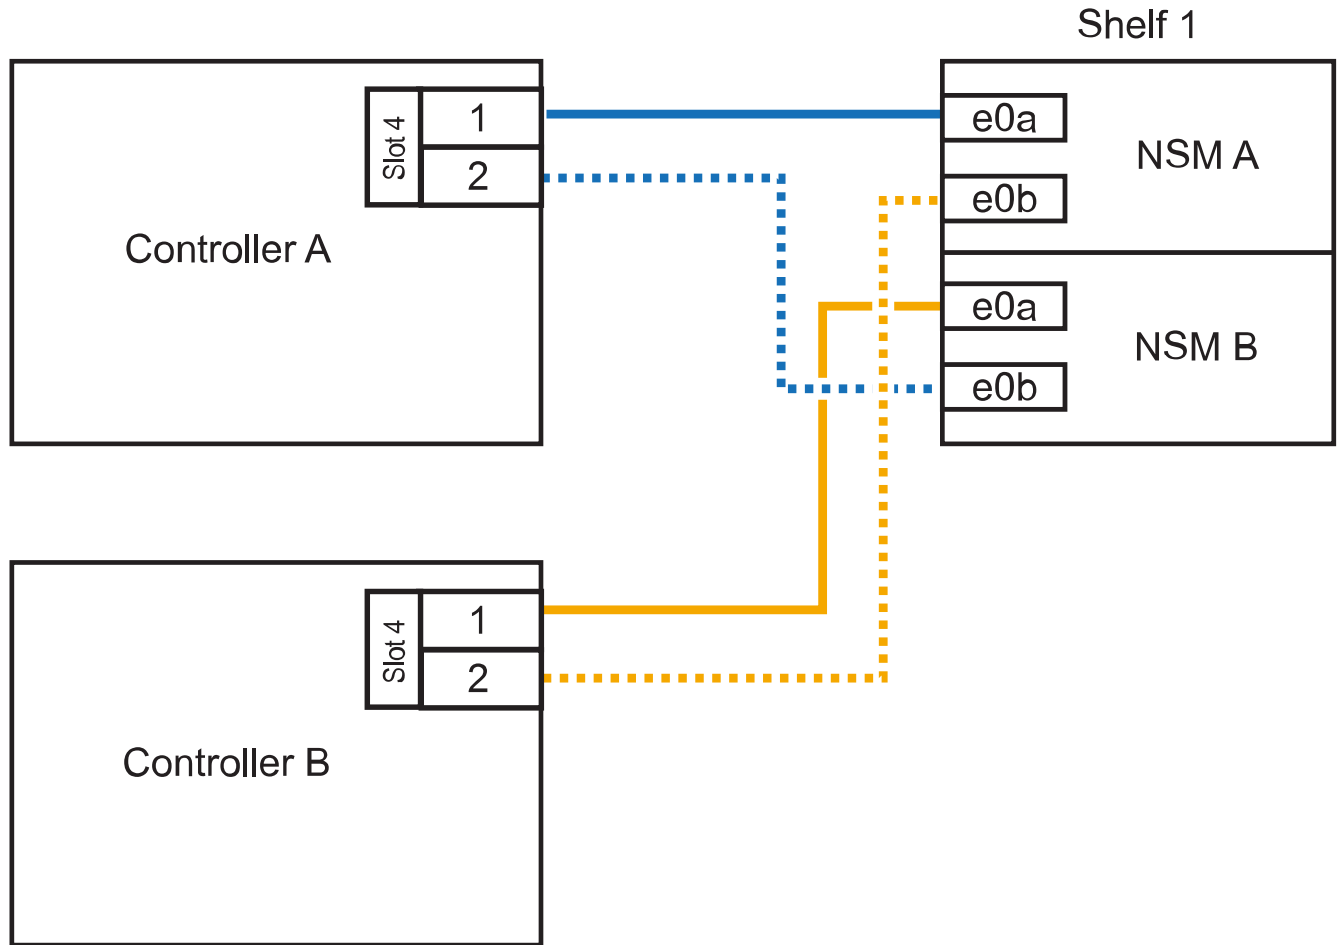 Shelf 1
Slot 4
1
2
Controller A
e0a
e0b
NSM A
e0a
e0b
NSM B
Slot 4
1
2
Controller B